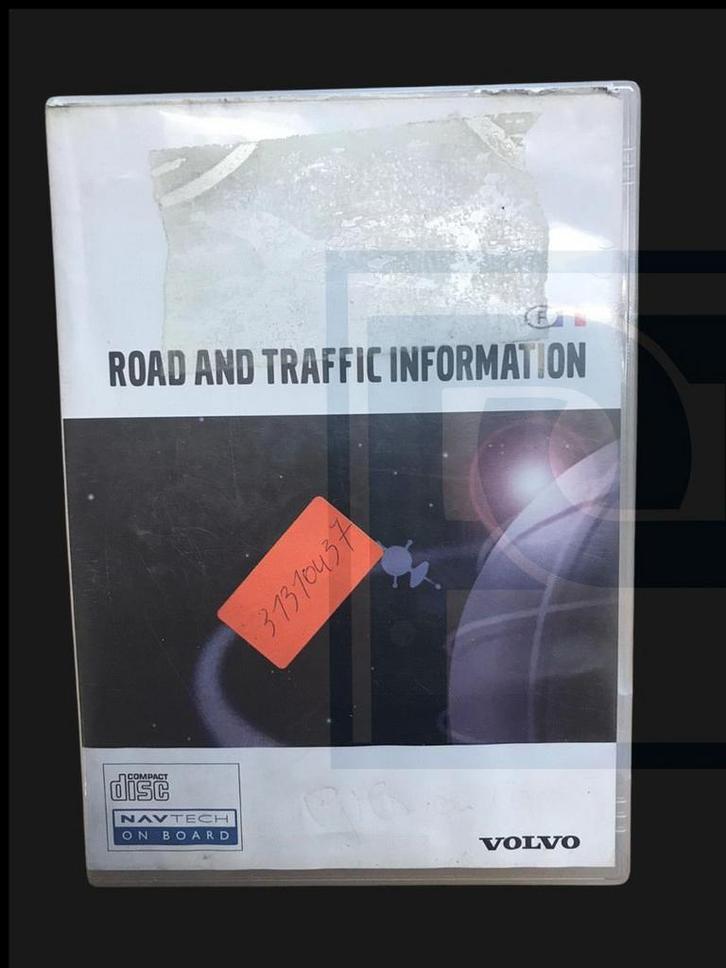 F
ROAD AND TRAFFIC INFORMATION
31310437
COMPACT
disc
NAVTECH
ON BOARD
VOLVO